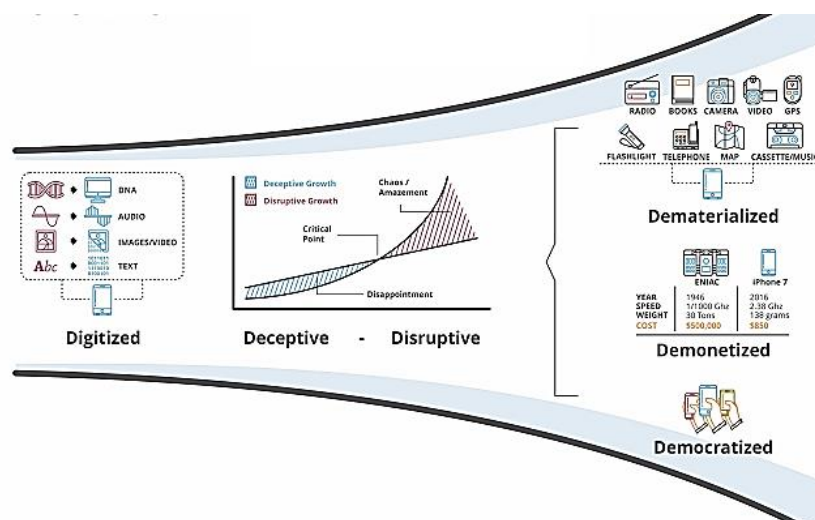 DNA
AUDIO
IMAGES/VIDEO
Abc
TEXT
Digitized
Deceptive Growth
Disruptive Growth
Chaos /
Amazement
Critical
Point
Disappointment
Deceptive - Disruptive
RADIO BOOKS CAMERA VIDEO GPS
FLASHLIGHT TELEPHONE MAP CASSETTE/MUSIC
Dematerialized
ENIAC iPhone 7
YEAR 1946 2016
SPEED 1/1000 Ghz 2.38 Ghz
WEIGHT 30 Tons 138 grams
COST $500,000 $850
Demonetized
Democratized